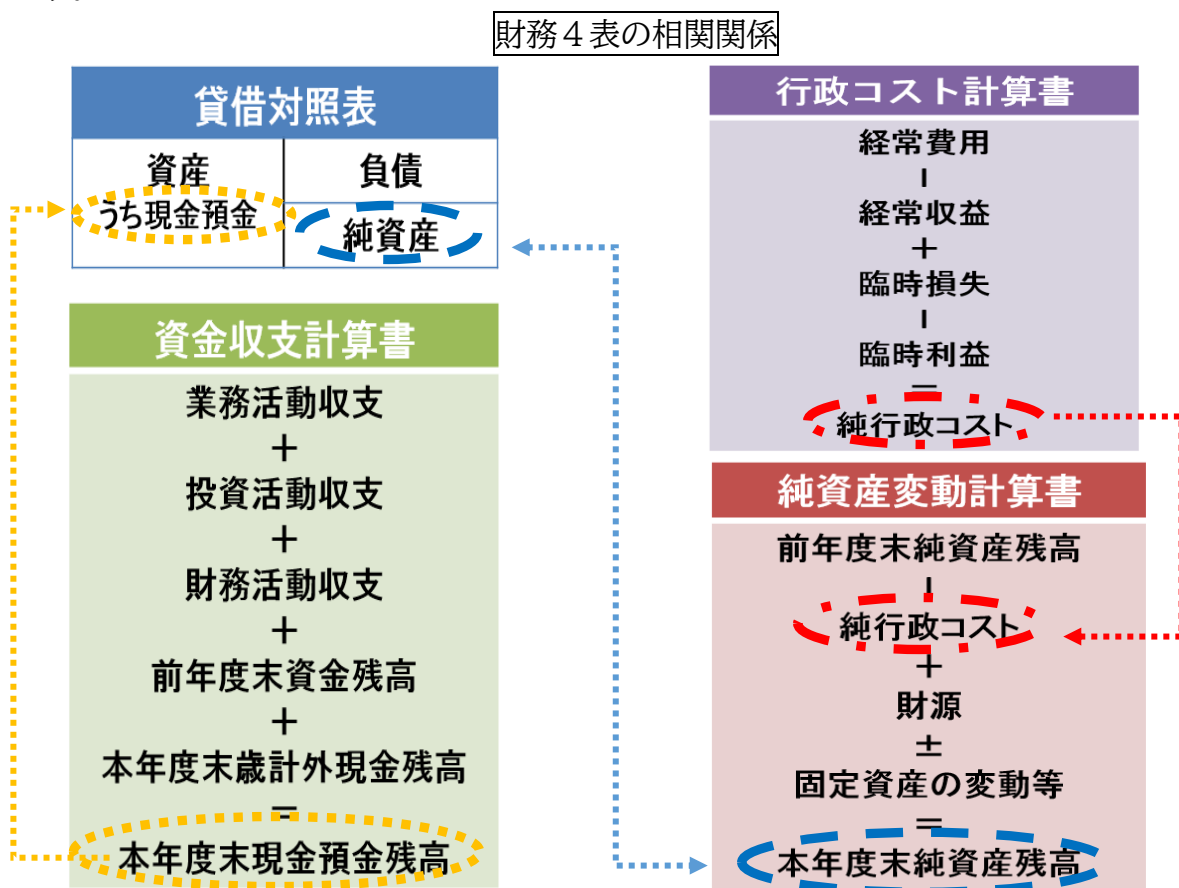 財務４表の相関関係
貸借対照表
資産
うち現金預金
負債
純資産
資金収支計算書
業務活動収支
＋
投資活動収支
＋
財務活動収支
＋
前年度末資金残高
＋
本年度末歳計外現金残高
＝
本年度末現金預金残高
行政コスト計算書
経常費用
－
経常収益
＋
臨時損失
－
臨時利益
＝
純行政コスト
純資産変動計算書
前年度末純資産残高
－
純行政コスト
＋
財源
±
固定資産の変動等
＝
本年度末純資産残高